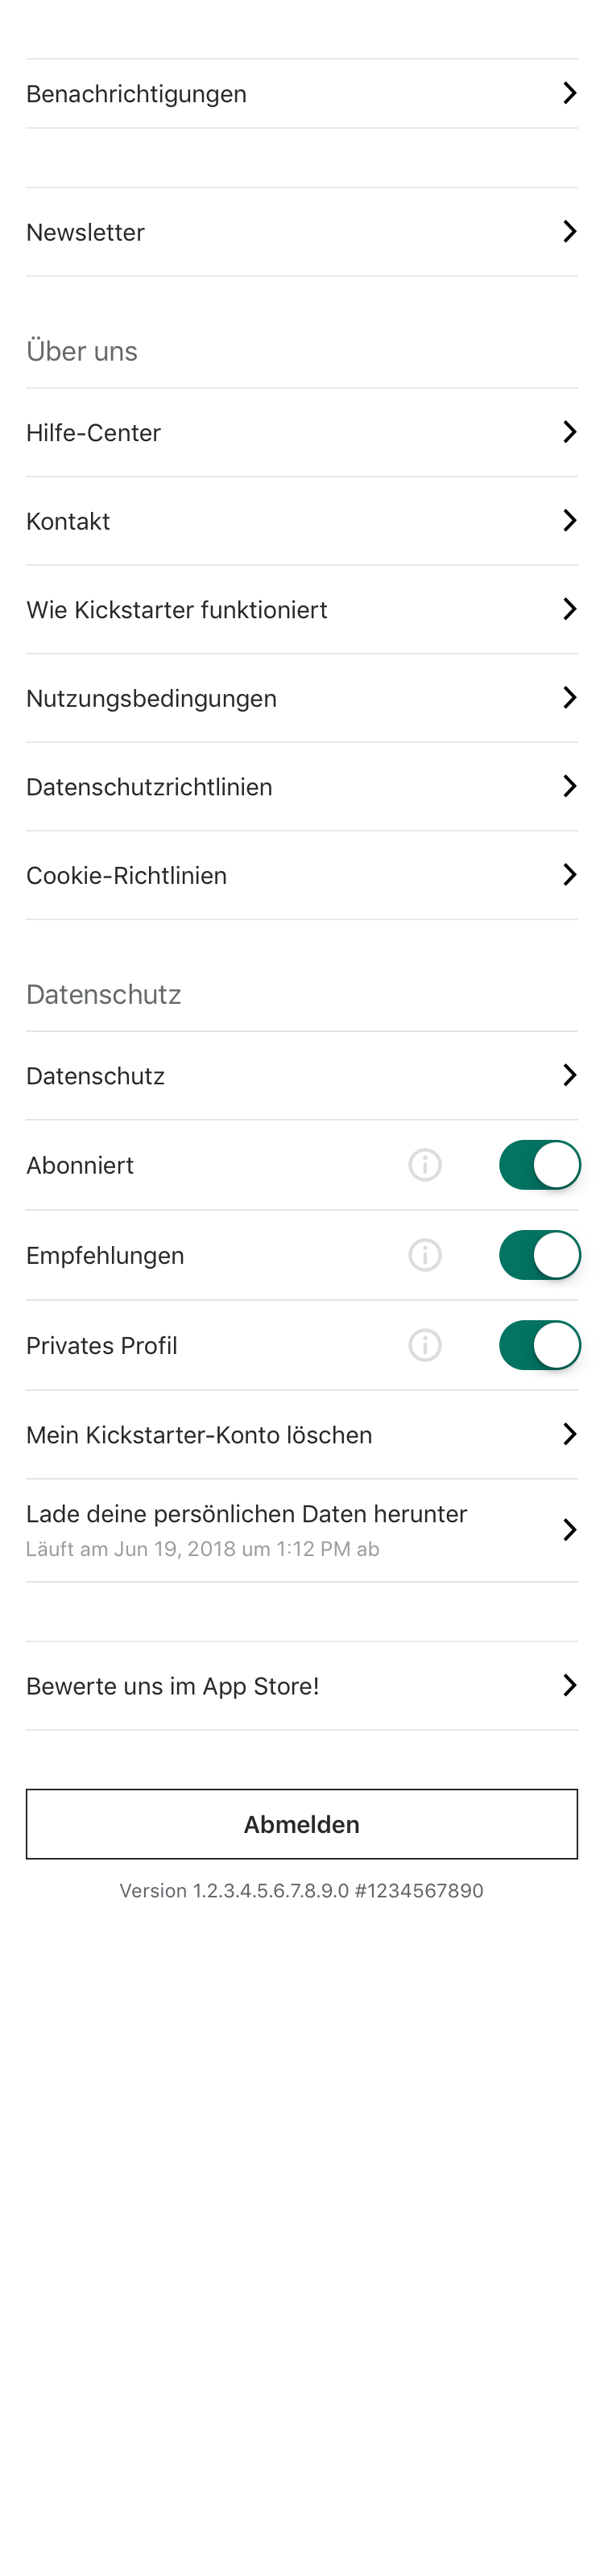 Benachrichtigungen
Newsletter
Über uns
Hilfe-Center
Kontakt
Wie Kickstarter funktioniert
Nutzungsbedingungen
Datenschutzrichtlinien
Cookie-Richtlinien
Datenschutz
Datenschutz
Abonniert
Empfehlungen
Privates Profil
Mein Kickstarter-Konto löschen
Lade deine persönlichen Daten herunter
Läuft am Jun 19, 2018 um 1:12 PM ab
Bewerte uns im App Store!
Abmelden
Version 1.2.3.4.5.6.7.8.9.0 #1234567890